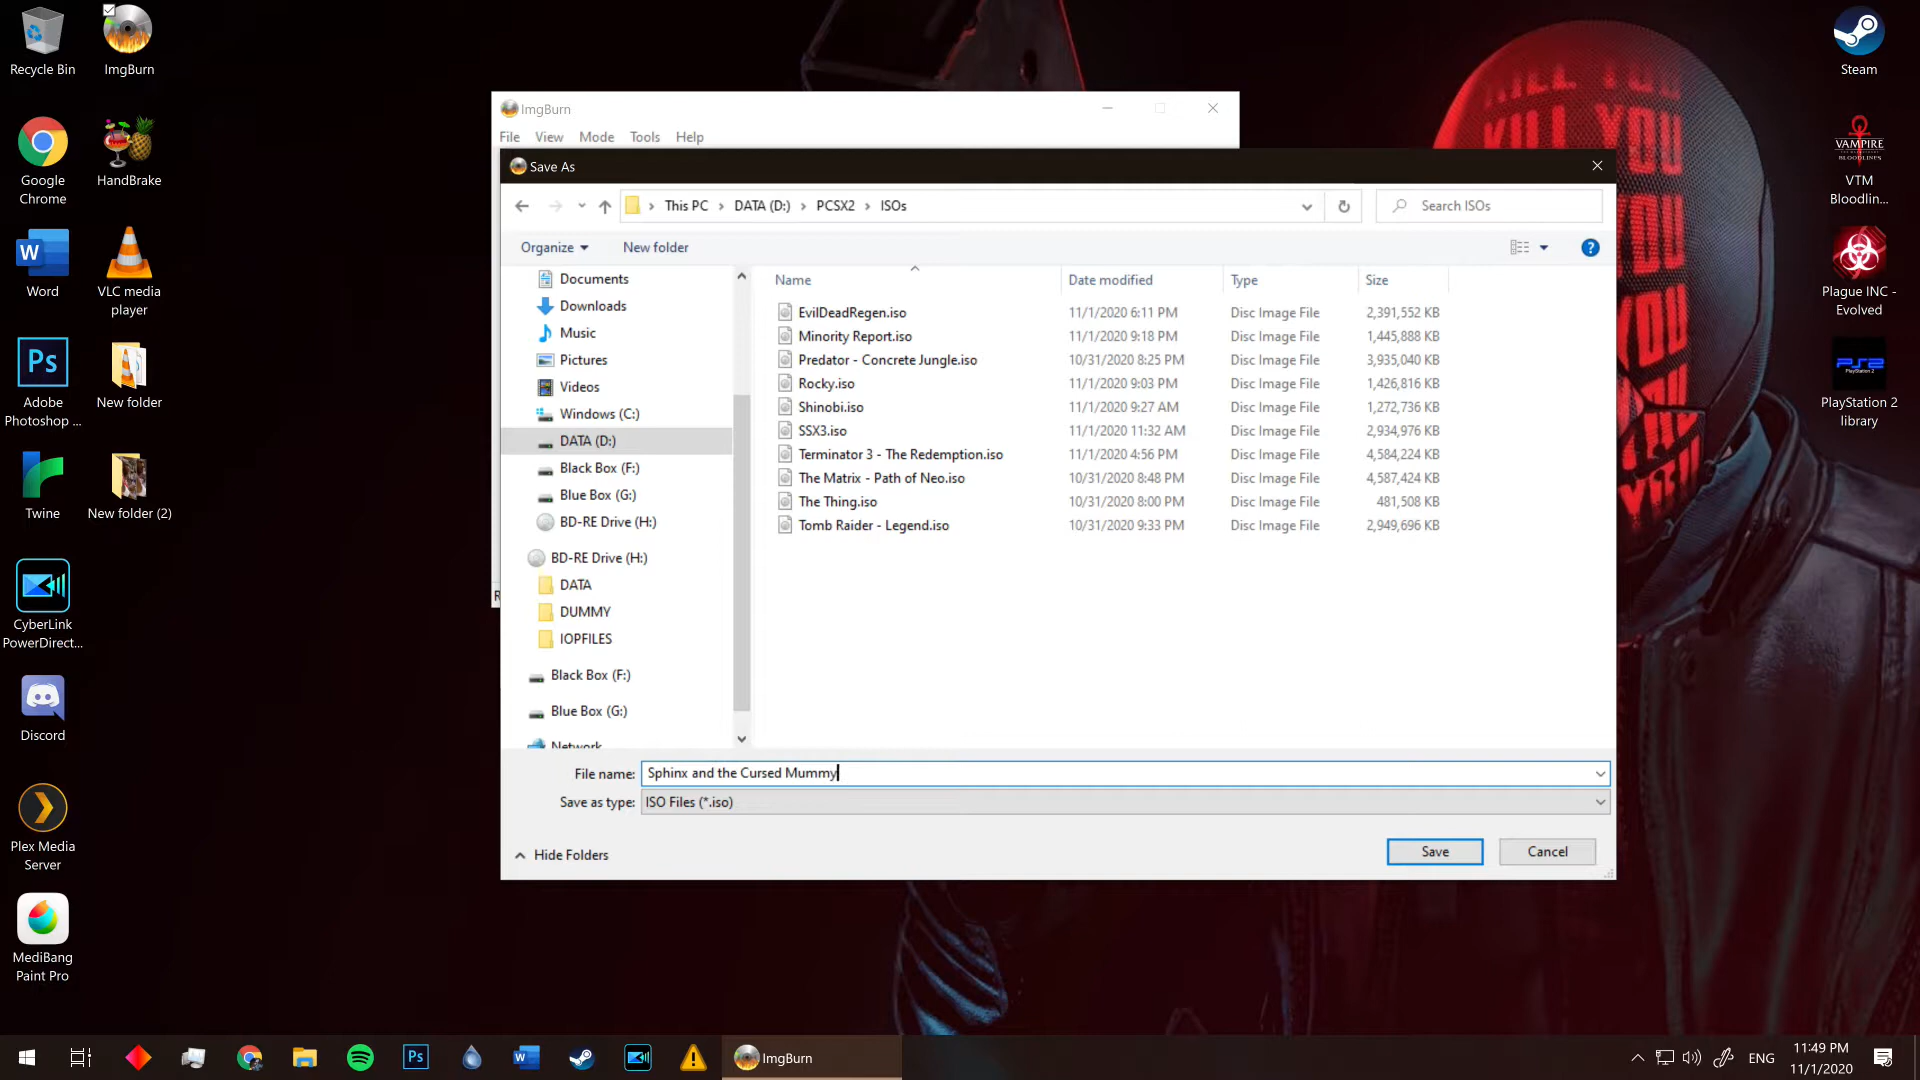 Recycle Bin
ImgBurn
Google
Chrome
HandBrake
Word
VLC media
player
Adobe
Photoshop ...
New folder
Twine
New folder (2)
CyberLink
PowerDirect...
Discord
Plex Media
Server
MediBang
Paint Pro
Steam
VAMPIRE
BLOODLINES
VTM
Bloodlin...
Plague INC -
Evolved
PlayStation 2
PlayStation 2
library
KILL YOU
KILL YOU
ImgBurn
File View Mode Tools Help
Save As
This PC > DATA (D:) > PCSX2 > ISOs
Search ISOs
Organize New folder
Documents
Downloads
Music
Pictures
Videos
Windows (C:)
DATA (D:)
Black Box (F:)
Blue Box (G:)
BD-RE Drive (H:)
BD-RE Drive (H:)
DATA
DUMMY
IOPFILES
Black Box (F:)
Blue Box (G:)
Network
Name Date modified Type Size
EvilDeadRegen.iso 11/1/2020 6:11 PM Disc Image File 2,391,552 KB
Minority Report.iso 11/1/2020 9:18 PM Disc Image File 1,445,888 KB
Predator - Concrete Jungle.iso 10/31/2020 8:25 PM Disc Image File 3,935,040 KB
Rocky.iso 11/1/2020 9:03 PM Disc Image File 1,426,816 KB
Shinobi.iso 11/1/2020 9:27 AM Disc Image File 1,272,736 KB
SSX3.iso 11/1/2020 11:32 AM Disc Image File 2,934,976 KB
Terminator 3 - The Redemption.iso 11/1/2020 4:56 PM Disc Image File 4,584,224 KB
The Matrix - Path of Neo.iso 10/31/2020 8:48 PM Disc Image File 4,587,424 KB
The Thing.iso 10/31/2020 8:00 PM Disc Image File 481,508 KB
Tomb Raider - Legend.iso 10/31/2020 9:33 PM Disc Image File 2,949,696 KB
File name: Sphinx and the Cursed Mummy
Save as type: ISO Files (*.iso)
Hide Folders
Save
Cancel
ImgBurn
ENG
11:49 PM
11/1/2020